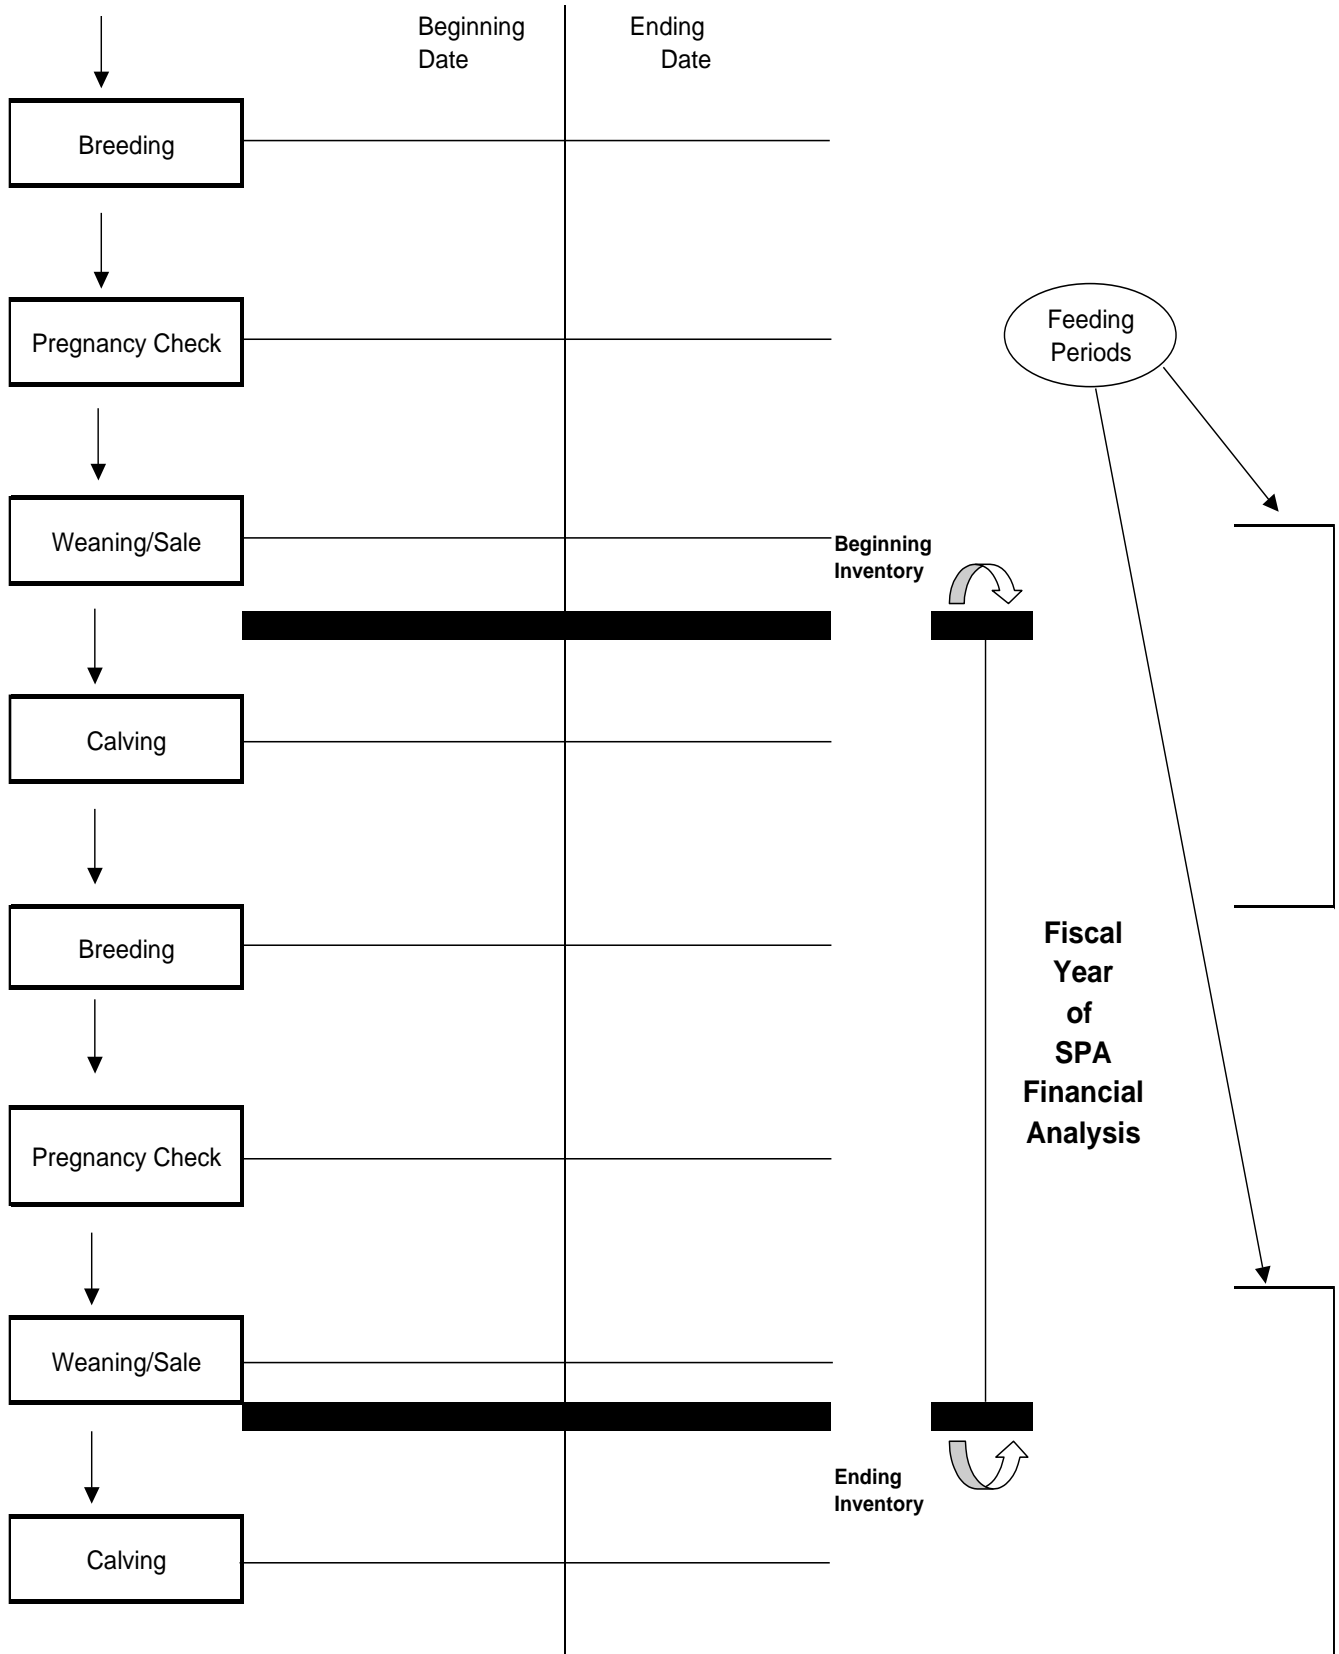 Beginning
Date
Ending
Date
Breeding
Pregnancy Check
Feeding
Periods
Weaning/Sale
Beginning
Inventory
Calving
Fiscal
Year
of
SPA
Financial
Analysis
Breeding
Pregnancy Check
Weaning/Sale
Ending
Inventory
Calving